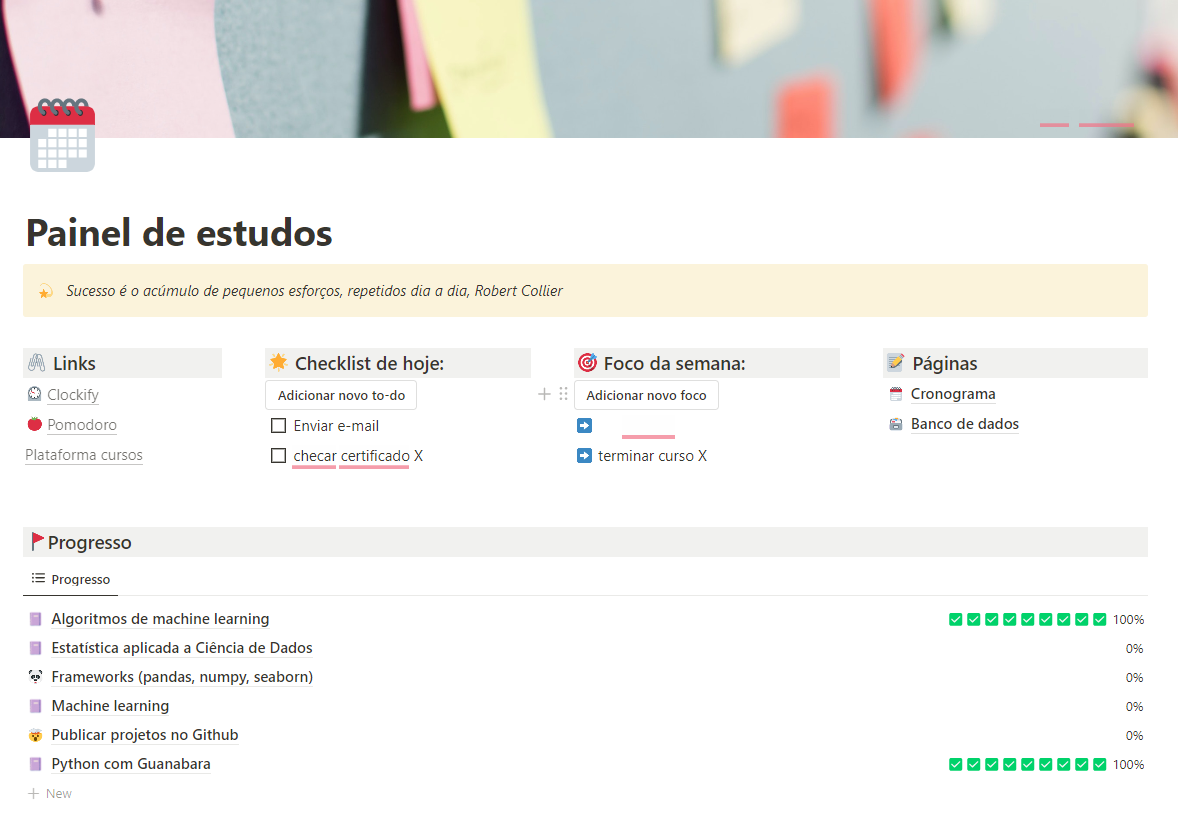 Painel de estudos
Sucesso é o acúmulo de pequenos esforços, repetidos dia a dia, Robert Collier
Links
Clockify
Pomodoro
Plataforma cursos
Checklist de hoje:
Adicionar novo to-do
Enviar e-mail
checar certificado X
Foco da semana:
Adicionar novo foco
terminar curso X
Páginas
Cronograma
Banco de dados
Progresso
Progresso
Algoritmos de machine learning 100%
Estatística aplicada a Ciência de Dados 0%
Frameworks (pandas, numpy, seaborn) 0%
Machine learning 0%
Publicar projetos no Github 0%
Python com Guanabara 100%
New